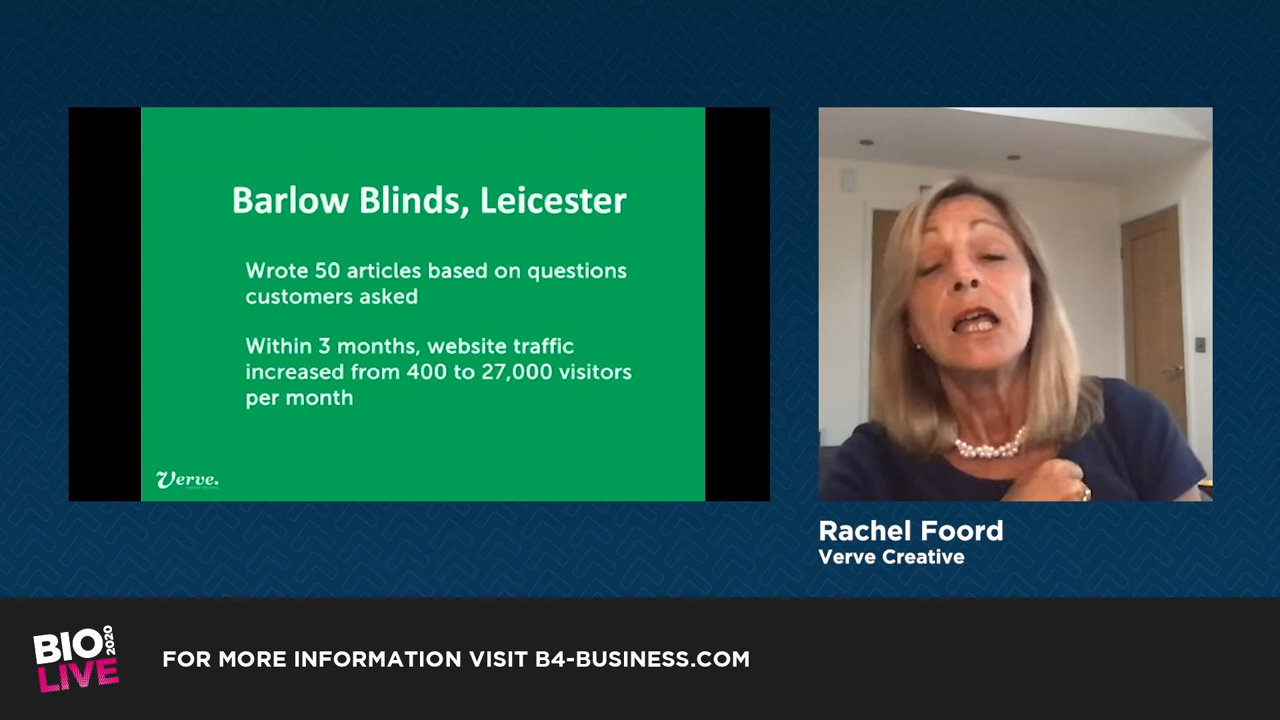 Barlow Blinds, Leicester
Wrote 50 articles based on questions
customers asked
Within 3 months, website traffic
increased from 400 to 27,000 visitors
per month
Verve.
Rachel Foord
Verve Creative
BIO 2020
LIVE
FOR MORE INFORMATION VISIT B4-BUSINESS.COM